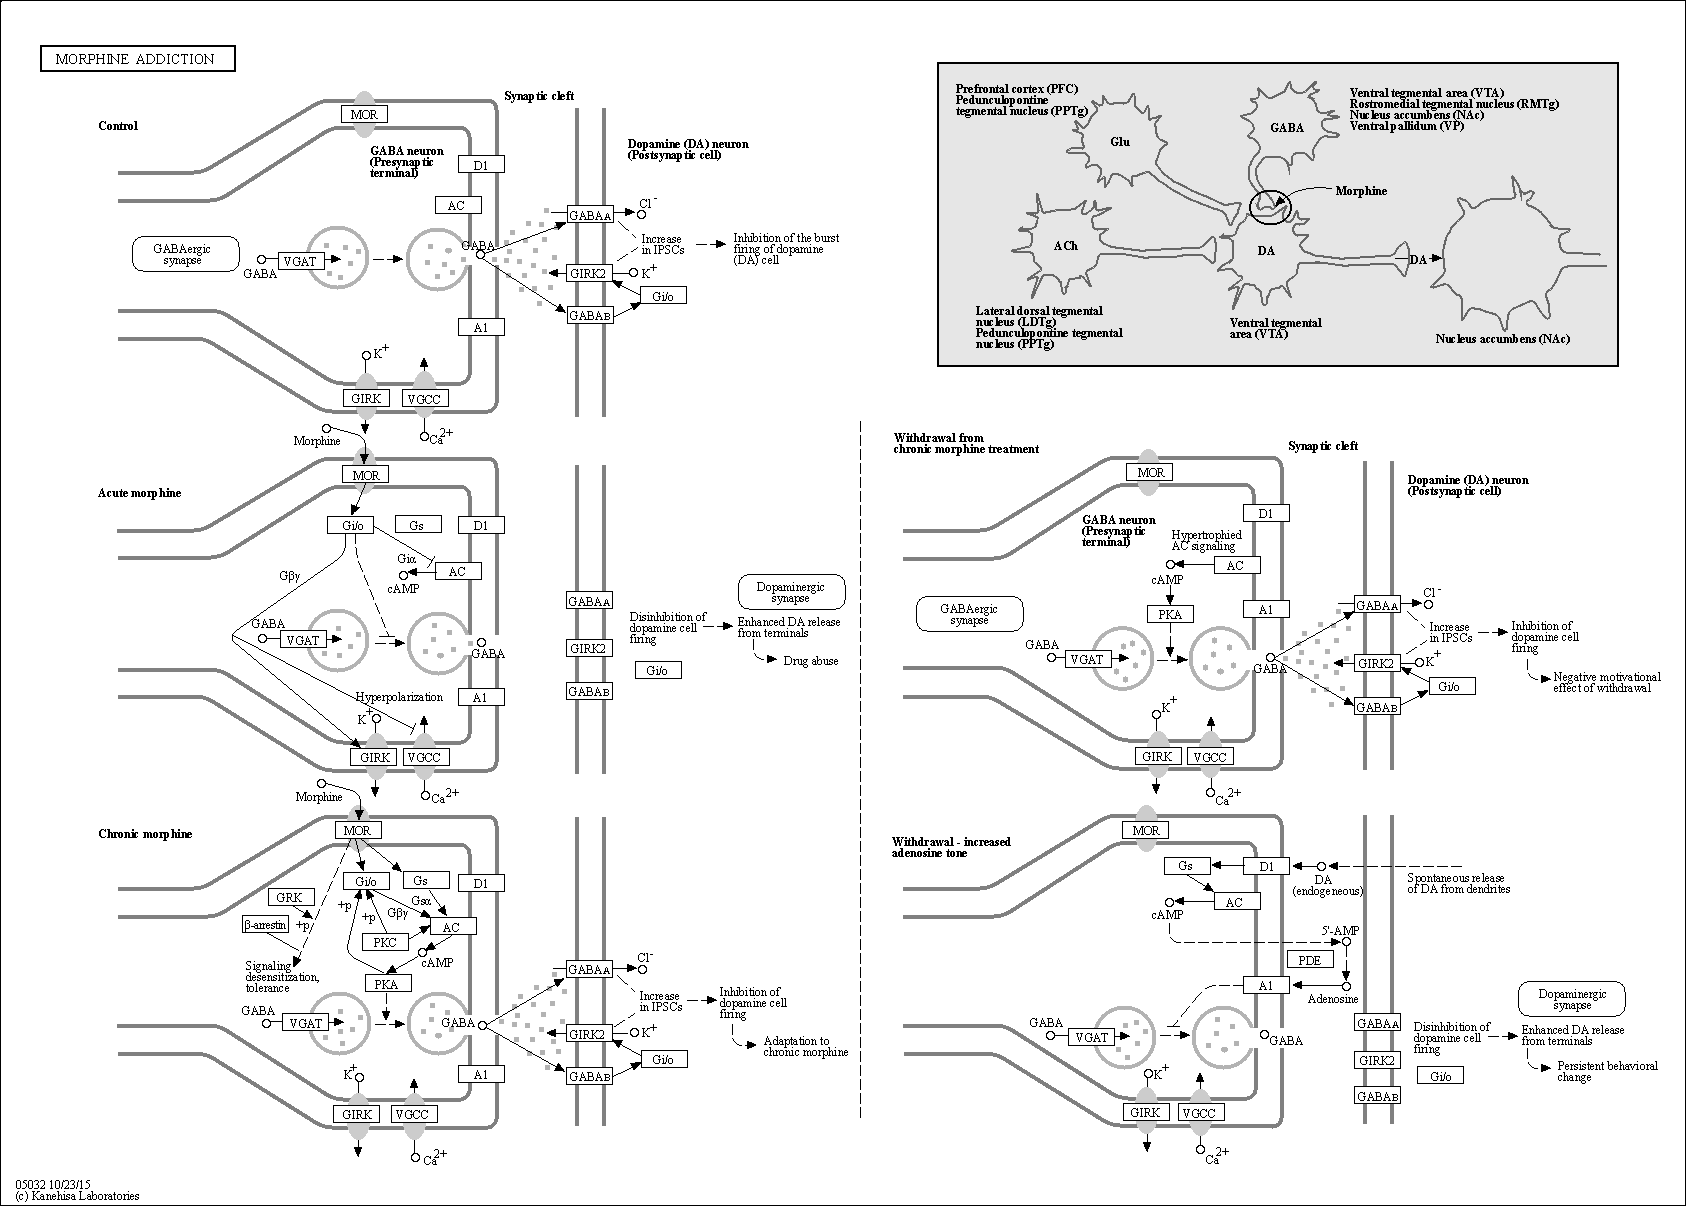 MORPHINE ADDICTION
Control
MOR
Synaptic cleft
GABA neuron
(Presynaptic
terminal)
Dopamine (DA) neuron
(Postsynaptic cell)
D1
AC
GABAergic
synapse
GABA
VGAT
GABA
GABAA
Cl-
Increase
in IPSCs
Inhibition of the burst
firing of dopamine
(DA) cell
GIRK2
K+
Gi/o
GABAB
A1
K+
GIRK
VGCC
Ca2+
Prefrontal cortex (PFC)
Pedunculopontine
tegmental nucleus (PPTg)
Glu
GABA
Ventral tegmental area (VTA)
Rostromedial tegmental nucleus (RMTg)
Nucleus accumbens (NAc)
Ventral pallidum (VP)
Morphine
ACh
DA
DA
Lateral dorsal tegmental
nucleus (LDTg)
Pedunculopontine tegmental
nucleus (PPTg)
Ventral tegmental
area (VTA)
Nucleus accumbens (NAc)
Morphine
MOR
Acute morphine
Gi/o
Gs
D1
Giα
AC
cAMP
Gβγ
GABA
VGAT
GABA
Hyperpolarization
K+
A1
GIRK
VGCC
Ca2+
GABAA
GIRK2
GABAB
Disinhibition of
dopamine cell
firing
Gi/o
Dopaminergic
synapse
Enhanced DA release
from terminals
Drug abuse
Morphine
MOR
Chronic morphine
Gi/o
Gs
D1
GRK
Gsα
+p
+p
Gβγ
+p
β-arrestin
AC
PKC
cAMP
Signaling
desensitization,
tolerance
PKA
GABA
VGAT
GABA
K+
A1
GIRK
VGCC
Ca2+
GABAA
Cl-
Increase
in IPSCs
Inhibition of
dopamine cell
firing
GIRK2
K+
Gi/o
GABAB
Adaptation to
chronic morphine
Withdrawal from
chronic morphine treatment
Synaptic cleft
MOR
Dopamine (DA) neuron
(Postsynaptic cell)
GABA neuron
(Presynaptic
terminal)
D1
Hypertrophied
AC signaling
AC
cAMP
PKA
A1
GABAergic
synapse
GABA
VGAT
GABA
GABAA
Cl-
Increase
in IPSCs
Inhibition of
dopamine cell
firing
GIRK2
K+
Gi/o
GABAB
Negative motivational
effect of withdrawal
K+
GIRK
VGCC
Ca2+
Withdrawal - increased
adenosine tone
MOR
Gs
D1
DA
(endogeneous)
Spontaneous release
of DA from dendrites
AC
cAMP
5'-AMP
PDE
A1
Adenosine
GABA
VGAT
GABA
K+
GIRK
VGCC
Ca2+
GABAA
GIRK2
GABAB
Disinhibition of
dopamine cell
firing
Gi/o
Dopaminergic
synapse
Enhanced DA release
from terminals
Persistent behavioral
change
05032 10/23/15
(c) Kanehisa Laboratories